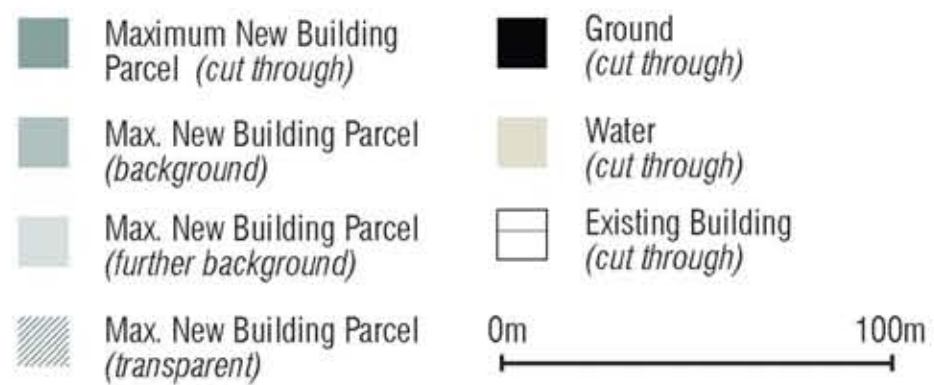 Maximum New Building
Parcel (cut through)
Max. New Building Parcel
(background)
Max. New Building Parcel
(further background)
Max. New Building Parcel
(transparent)
Ground
(cut through)
Water
(cut through)
Existing Building
(cut through)
0m 100m